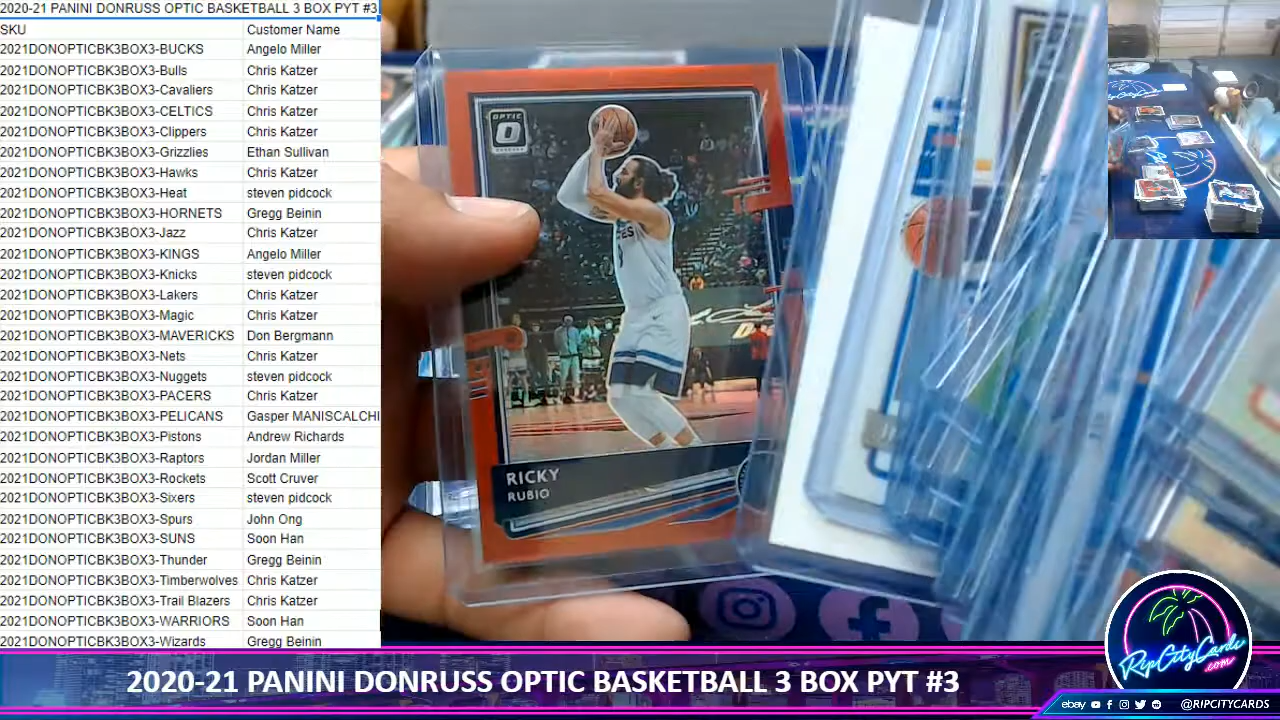 2020-21 PANINI DONRUSS OPTIC BASKETBALL 3 BOX PYT #3
SKU Customer Name
2021DONOPTICBK3BOX3-BUCKS Angelo Miller
2021DONOPTICBK3BOX3-Bulls Chris Katzer
2021DONOPTICBK3BOX3-Cavaliers Chris Katzer
2021DONOPTICBK3BOX3-CELTICS Chris Katzer
2021DONOPTICBK3BOX3-Clippers Chris Katzer
2021DONOPTICBK3BOX3-Grizzlies Ethan Sullivan
2021DONOPTICBK3BOX3-Hawks Chris Katzer
2021DONOPTICBK3BOX3-Heat steven pidcock
2021DONOPTICBK3BOX3-HORNETS Gregg Beinin
2021DONOPTICBK3BOX3-Jazz Chris Katzer
2021DONOPTICBK3BOX3-KINGS Angelo Miller
2021DONOPTICBK3BOX3-Knicks steven pidcock
2021DONOPTICBK3BOX3-Lakers Chris Katzer
2021DONOPTICBK3BOX3-Magic Chris Katzer
2021DONOPTICBK3BOX3-MAVERICKS Don Bergmann
2021DONOPTICBK3BOX3-Nets Chris Katzer
2021DONOPTICBK3BOX3-Nuggets steven pidcock
2021DONOPTICBK3BOX3-PACERS Chris Katzer
2021DONOPTICBK3BOX3-PELICANS Gasper MANISCALCHI
2021DONOPTICBK3BOX3-Pistons Andrew Richards
2021DONOPTICBK3BOX3-Raptors Jordan Miller
2021DONOPTICBK3BOX3-Rockets Scott Cruver
2021DONOPTICBK3BOX3-Sixers steven pidcock
2021DONOPTICBK3BOX3-Spurs John Ong
2021DONOPTICBK3BOX3-SUNS Soon Han
2021DONOPTICBK3BOX3-Thunder Gregg Beinin
2021DONOPTICBK3BOX3-Timberwolves Chris Katzer
2021DONOPTICBK3BOX3-Trail Blazers Chris Katzer
2021DONOPTICBK3BOX3-WARRIORS Soon Han
2021DONOPTICBK3BOX3-Wizards Gregg Beinin
OPTIC
RICKY
RUBIO
RipCityCards
.com
2020-21 PANINI DONRUSS OPTIC BASKETBALL 3 BOX PYT #3
ebay @RIPCITYCARDS